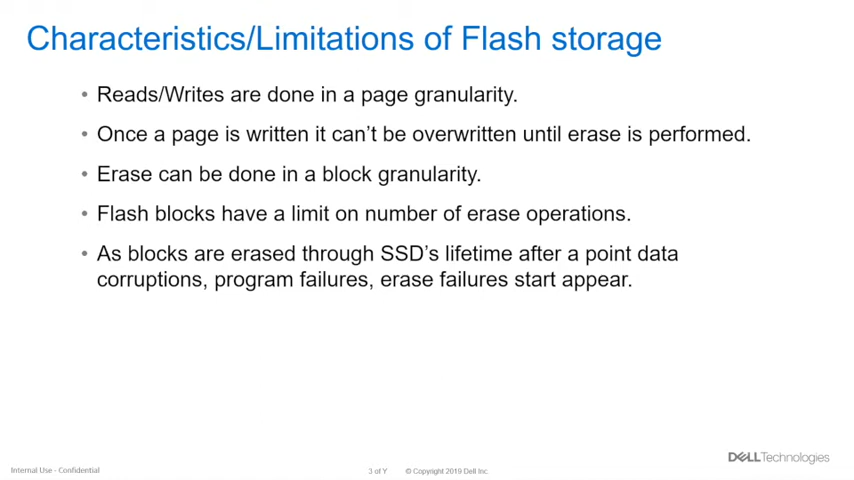 Characteristics/Limitations of Flash storage
• Reads/Writes are done in a page granularity.
• Once a page is written it can't be overwritten until erase is performed.
• Erase can be done in a block granularity.
• Flash blocks have a limit on number of erase operations.
• As blocks are erased through SSD's lifetime after a point data
corruptions, program failures, erase failures start appear.
Internal Use - Confidential
3 of Y
© Copyright 2019 Dell Inc.
DELLTechnologies